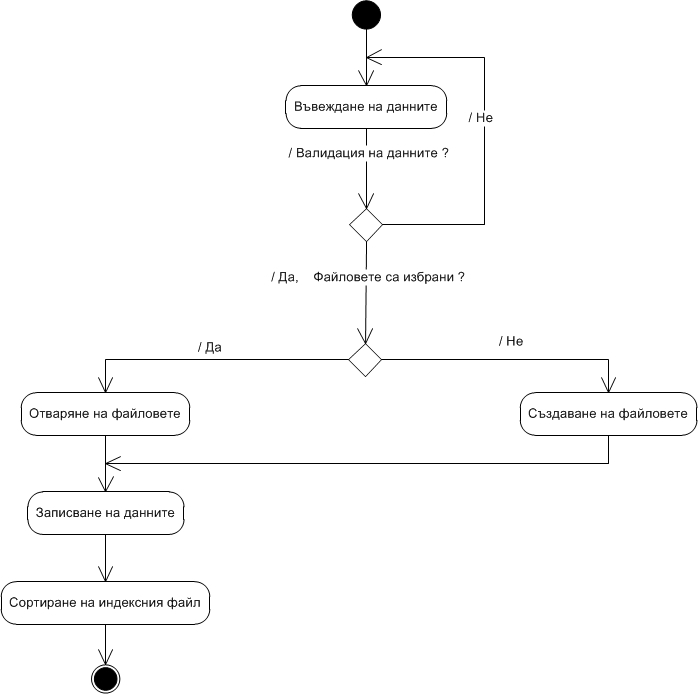 Въвеждане на данните
/ Не
/ Валидация на данните ?
/ Да, Файловете са избрани ?
/ Да
/ Не
Отваряне на файловете
Създаване на файловете
Записване на данните
Сортиране на индексния файл